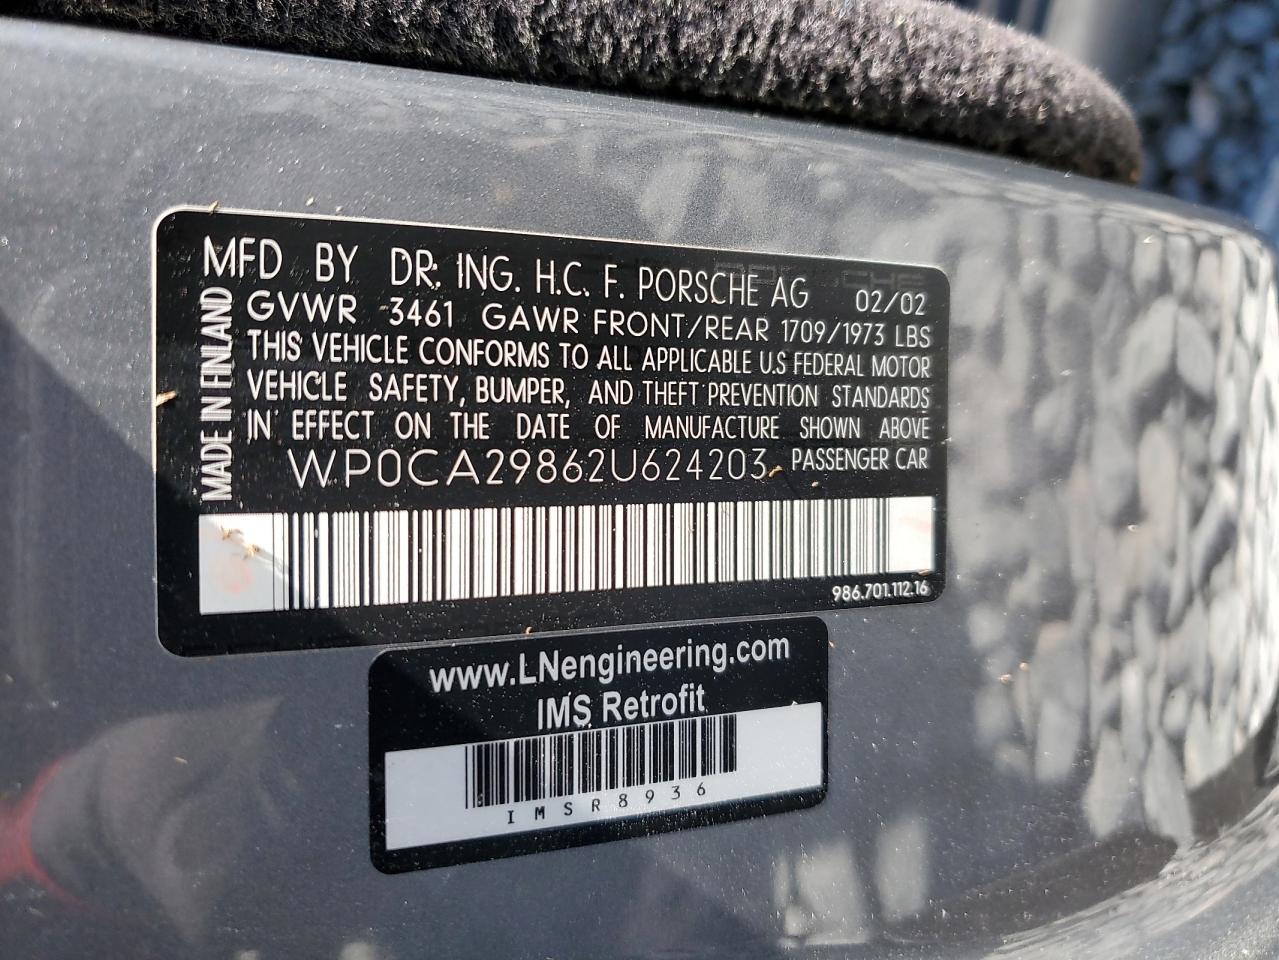 MFD BY DR. ING. H.C. F. PORSCHE AG 02/02
GVWR 3461 GAWR FRONT/REAR 1709/1973 LBS
THIS VEHICLE CONFORMS TO ALL APPLICABLE U.S FEDERAL MOTOR
VEHICLE SAFETY, BUMPER, AND THEFT PREVENTION STANDARDS
IN EFFECT ON THE DATE OF MANUFACTURE SHOWN ABOVE
WP0CA29862U624203 PASSENGER CAR
MADE IN FINLAND
986.701.112.16
www.LNengineering.com
IMS Retrofit
IMSR8936